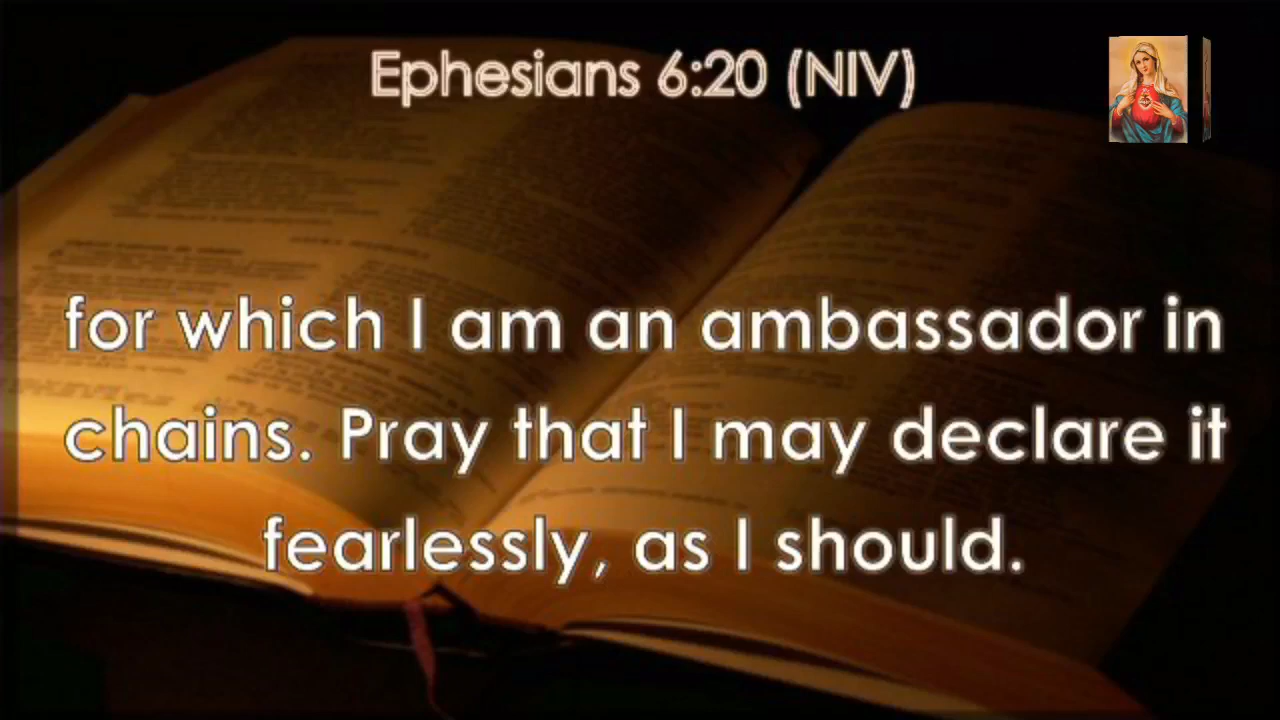 Ephesians 6:20 (NIV)
for which I am an ambassador in
chains. Pray that I may declare it
fearlessly, as I should.